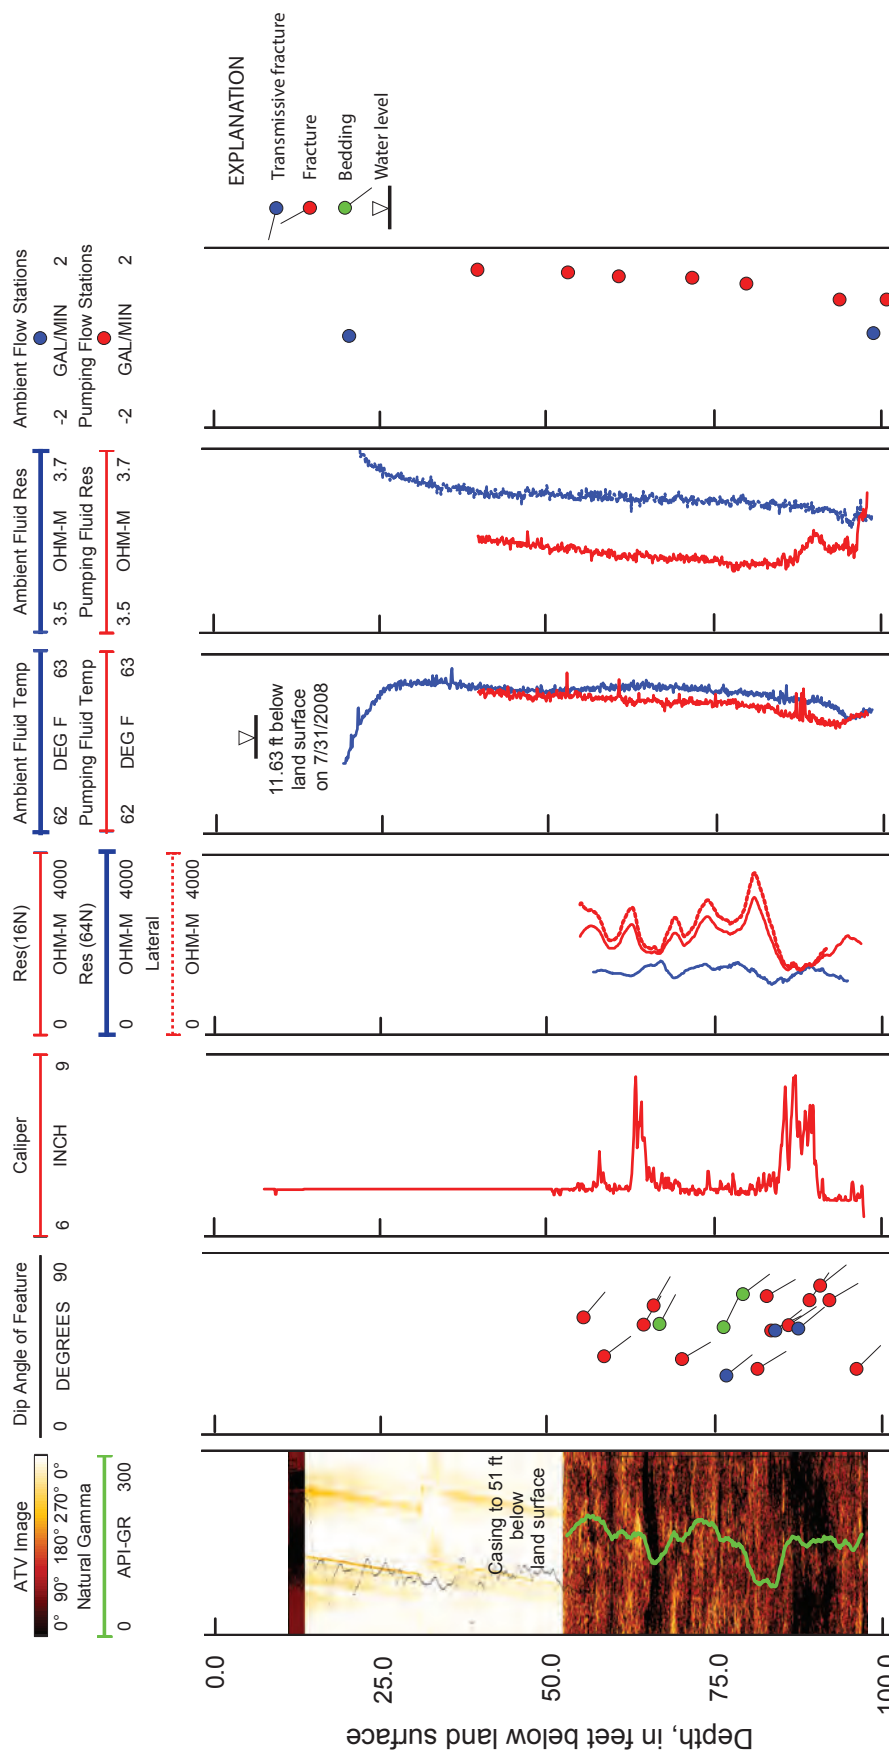 ATV Image
0° 90° 180° 270° 0°
Natural Gamma
0 API-GR 300
Dip Angle of Feature
0 DEGREES 90
Caliper
6 INCH 9
Res(16N)
0 OHM-M 4000
Res (64N)
0 OHM-M 4000
Lateral
0 OHM-M 4000
Ambient Fluid Temp
62 DEG F 63
Pumping Fluid Temp
62 DEG F 63
Ambient Fluid Res
3.5 OHM-M 3.7
Pumping Fluid Res
3.5 OHM-M 3.7
Ambient Flow Stations
-2 GAL/MIN 2
Pumping Flow Stations
-2 GAL/MIN 2
EXPLANATION
Transmissive fracture
Fracture
Bedding
Water level
11.63 ft below
land surface
on 7/31/2008
Casing to 51 ft
below
land surface
0.0
25.0
50.0
75.0
100.0
Depth, in feet below land surface